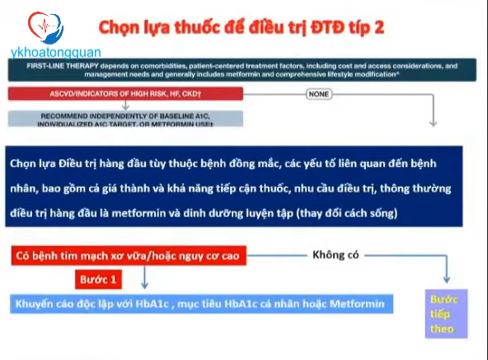 Chọn lựa thuốc để điều trị ĐTĐ típ 2
ykhoatongquan
FIRST-LINE THERAPY depends on comorbidities, patient-centered treatment factors, including cost and access considerations, and
management needs and generally includes metformin and comprehensive lifestyle modification^
ASCVD/INDICATORS OF HIGH RISK, HF, CKD†
NONE
RECOMMEND INDEPENDENTLY OF BASELINE A1C,
INDIVIDUALIZED A1C TARGET, OR METFORMIN USE‡
Chọn lựa Điều trị hàng đầu tùy thuộc bệnh đồng mắc, các yếu tố liên quan đến bệnh
nhân, bao gồm cả giá thành và khả năng tiếp cận thuốc, nhu cầu điều trị, thông thường
điều trị hàng đầu là metformin và dinh dưỡng luyện tập (thay đổi cách sống)
Có bệnh tim mạch xơ vữa/hoặc nguy cơ cao
Không có
Bước 1
Khuyến cáo độc lập với HbA1c , mục tiêu HbA1c cá nhân hoặc Metformin
Bước
tiếp
theo